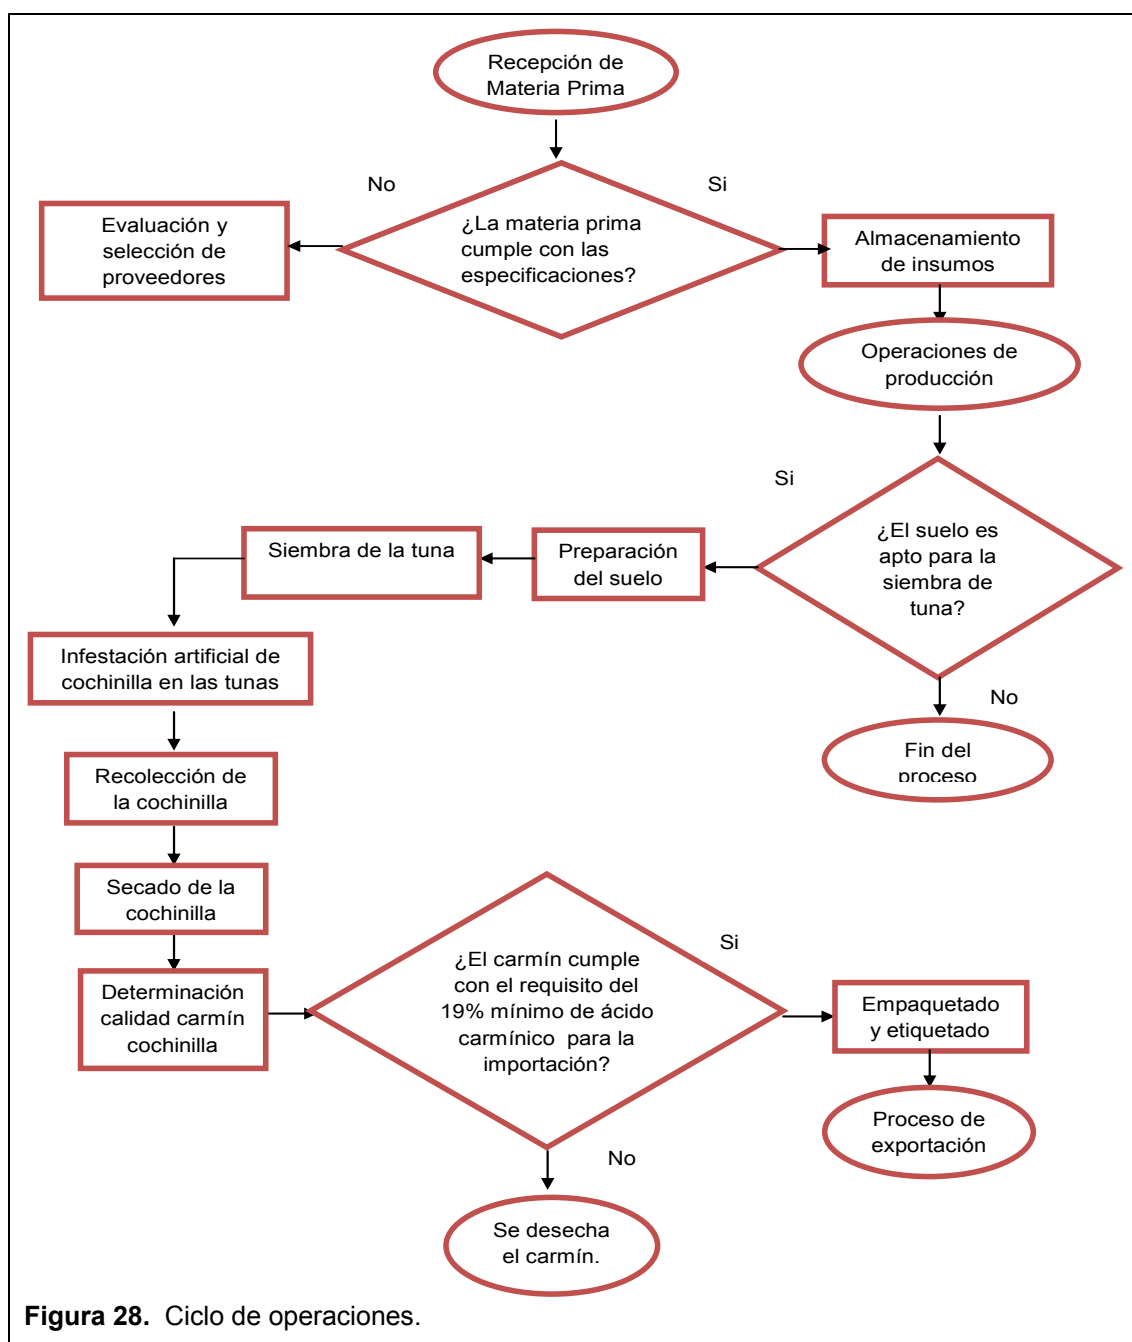 Recepción de
Materia Prima
No
Si
¿La materia prima
cumple con las
especificaciones?
Evaluación y
selección de
proveedores
Almacenamiento
de insumos
Operaciones de
producción
Si
¿El suelo es
apto para la
siembra de
tuna?
Preparación
del suelo
Siembra de la tuna
No
Fin del
proceso
Infestación artificial de
cochinilla en las tunas
Recolección de
la cochinilla
Secado de la
cochinilla
Determinación
calidad carmín
cochinilla
¿El carmín cumple
con el requisito del
19% mínimo de ácido
carmínico para la
importación?
Si
Empaquetado
y etiquetado
Proceso de
exportación
No
Se desecha
el carmín.
Figura 28. Ciclo de operaciones.